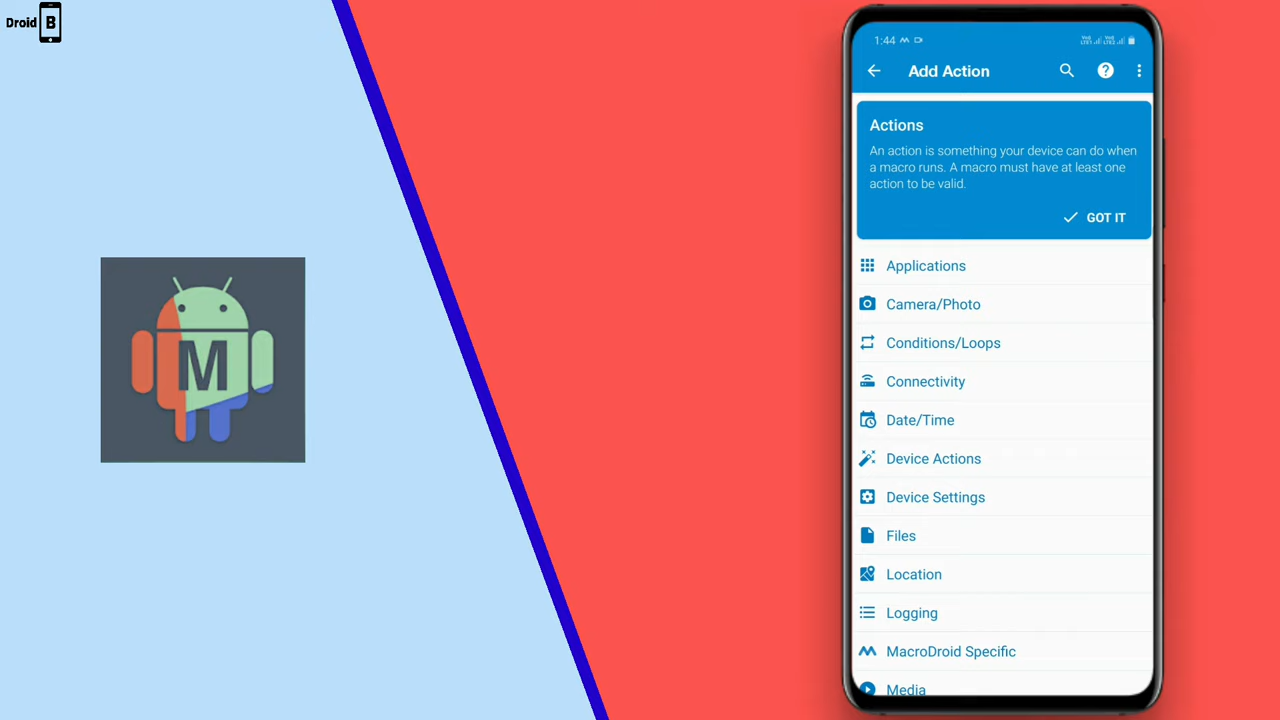 Droid B
M
1:44
Add Action
Actions
An action is something your device can do when
a macro runs. A macro must have at least one
action to be valid.
GOT IT
Applications
Camera/Photo
Conditions/Loops
Connectivity
Date/Time
Device Actions
Device Settings
Files
Location
Logging
MacroDroid Specific
Media